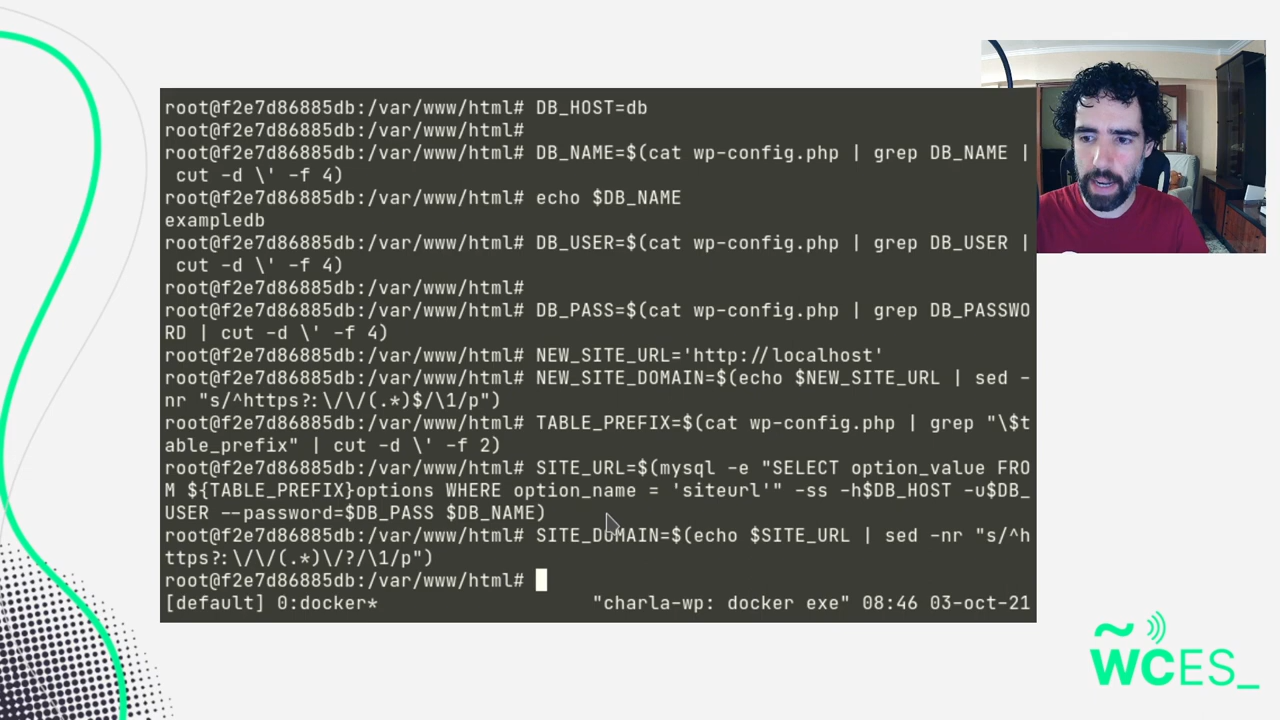 root@f2e7d86885db:/var/www/html# DB_HOST=db
root@f2e7d86885db:/var/www/html#
root@f2e7d86885db:/var/www/html# DB_NAME=$(cat wp-config.php | grep DB_NAME |
 cut -d \' -f 4)
root@f2e7d86885db:/var/www/html# echo $DB_NAME
exampledb
root@f2e7d86885db:/var/www/html# DB_USER=$(cat wp-config.php | grep DB_USER |
 cut -d \' -f 4)
root@f2e7d86885db:/var/www/html#
root@f2e7d86885db:/var/www/html# DB_PASS=$(cat wp-config.php | grep DB_PASSWO
RD | cut -d \' -f 4)
root@f2e7d86885db:/var/www/html# NEW_SITE_URL='http://localhost'
root@f2e7d86885db:/var/www/html# NEW_SITE_DOMAIN=$(echo $NEW_SITE_URL | sed -
nr "s/^https?:\/\/(.*)$/\1/p")
root@f2e7d86885db:/var/www/html# TABLE_PREFIX=$(cat wp-config.php | grep "\$t
able_prefix" | cut -d \' -f 2)
root@f2e7d86885db:/var/www/html# SITE_URL=$(mysql -e "SELECT option_value FRO
M ${TABLE_PREFIX}options WHERE option_name = 'siteurl'" -ss -h$DB_HOST -u$DB_
USER --password=$DB_PASS $DB_NAME)
root@f2e7d86885db:/var/www/html# SITE_DOMAIN=$(echo $SITE_URL | sed -nr "s/^h
ttps?:\/\/(.*)\/?/\1/p")
root@f2e7d86885db:/var/www/html#
[default] 0:docker* "charla-wp: docker exe" 08:46 03-oct-21
~WCES_